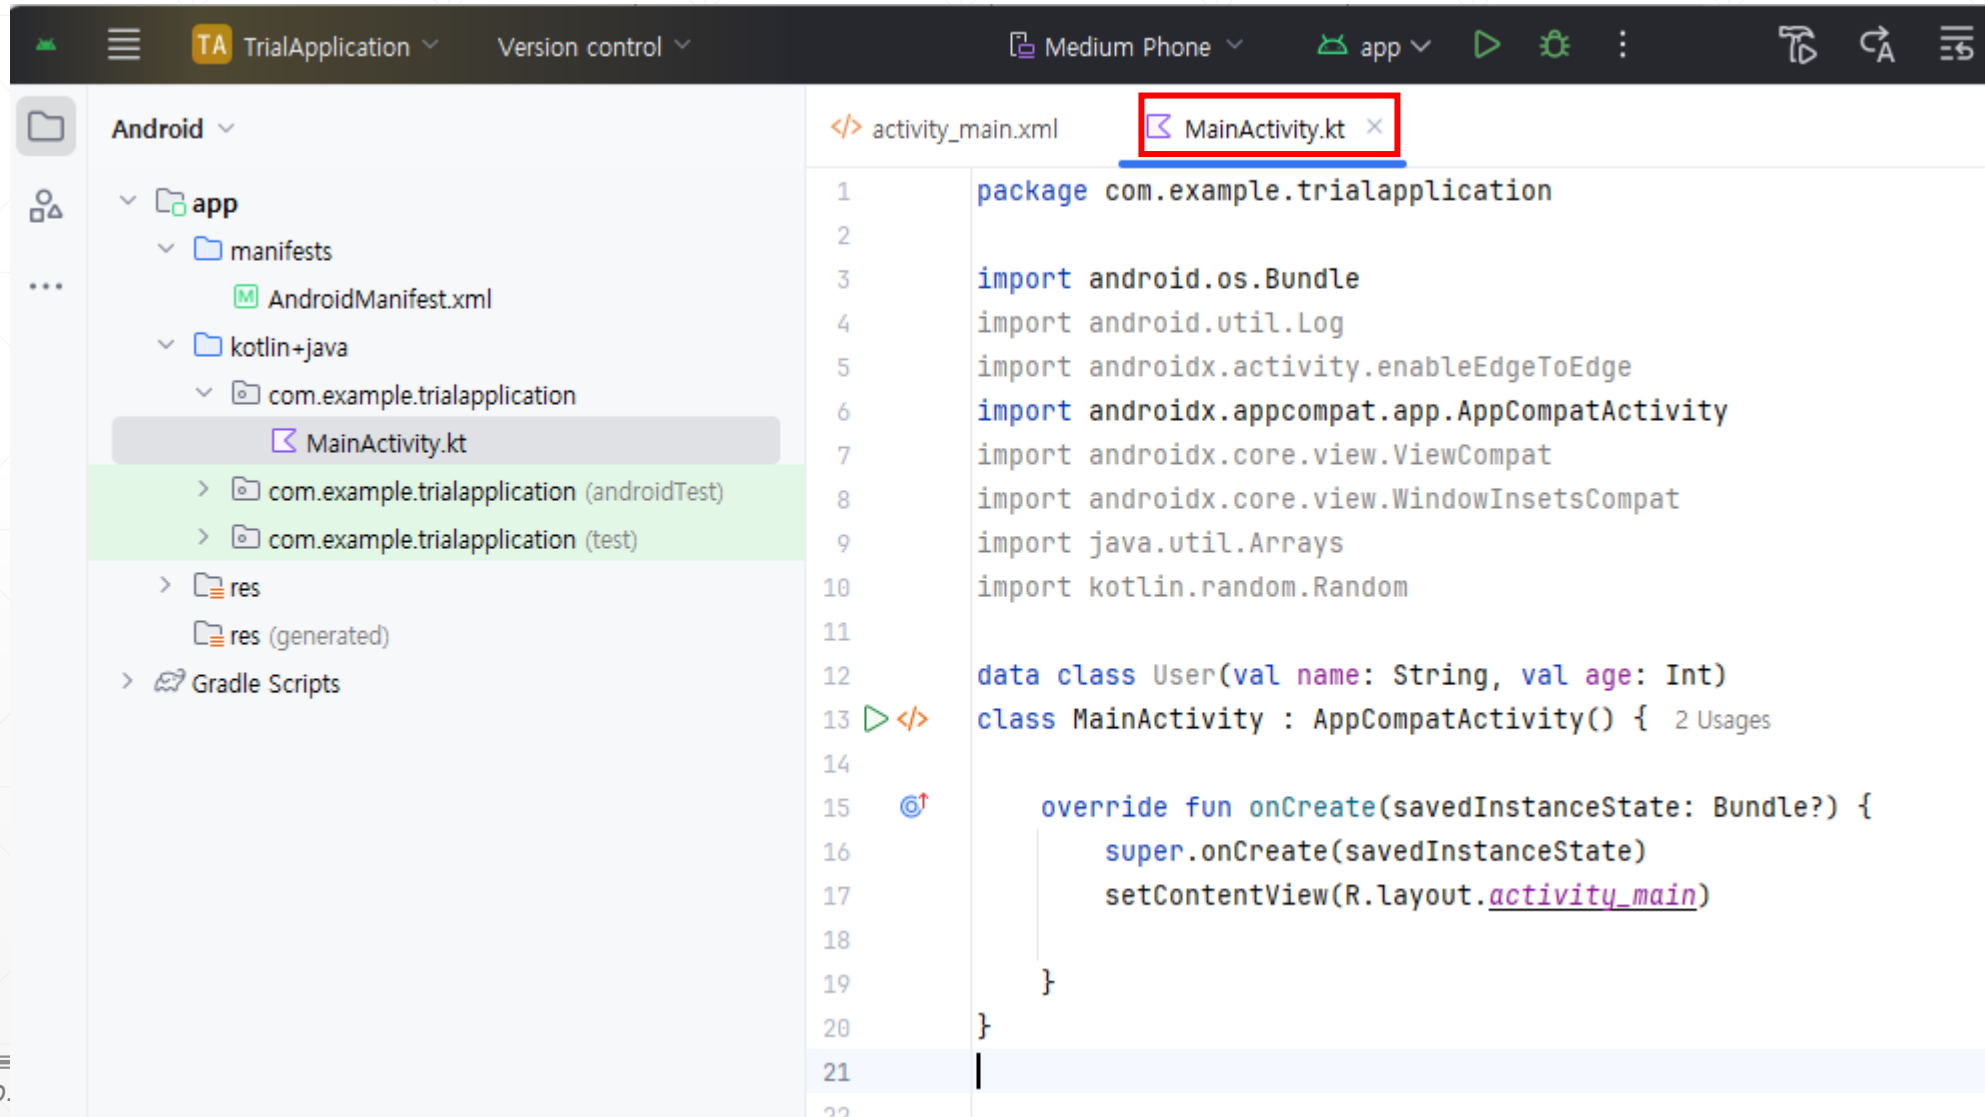 TA TrialApplication Version control Medium Phone app
Android
app
manifests
AndroidManifest.xml
kotlin+java
com.example.trialapplication
MainActivity.kt
com.example.trialapplication (androidTest)
com.example.trialapplication (test)
res
res (generated)
Gradle Scripts
activity_main.xml MainActivity.kt
1 package com.example.trialapplication
2
3 import android.os.Bundle
4 import android.util.Log
5 import androidx.activity.enableEdgeToEdge
6 import androidx.appcompat.app.AppCompatActivity
7 import androidx.core.view.ViewCompat
8 import androidx.core.view.WindowInsetsCompat
9 import java.util.Arrays
10 import kotlin.random.Random
11
12 data class User(val name: String, val age: Int)
13 class MainActivity : AppCompatActivity() { 2 Usages
14
15 override fun onCreate(savedInstanceState: Bundle?) {
16 super.onCreate(savedInstanceState)
17 setContentView(R.layout.activity_main)
18
19 }
20 }
21
22